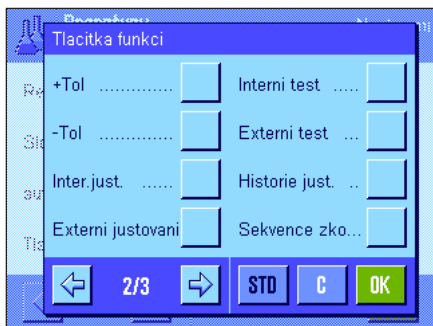 Tlacitka funkci
+Tol ..............
Interni test .....
-Tol ..............
Externi test ...
Inter.just. ......
Historie just. ..
Externi justovani
Sekvence zko...
2/3
STD
C
OK